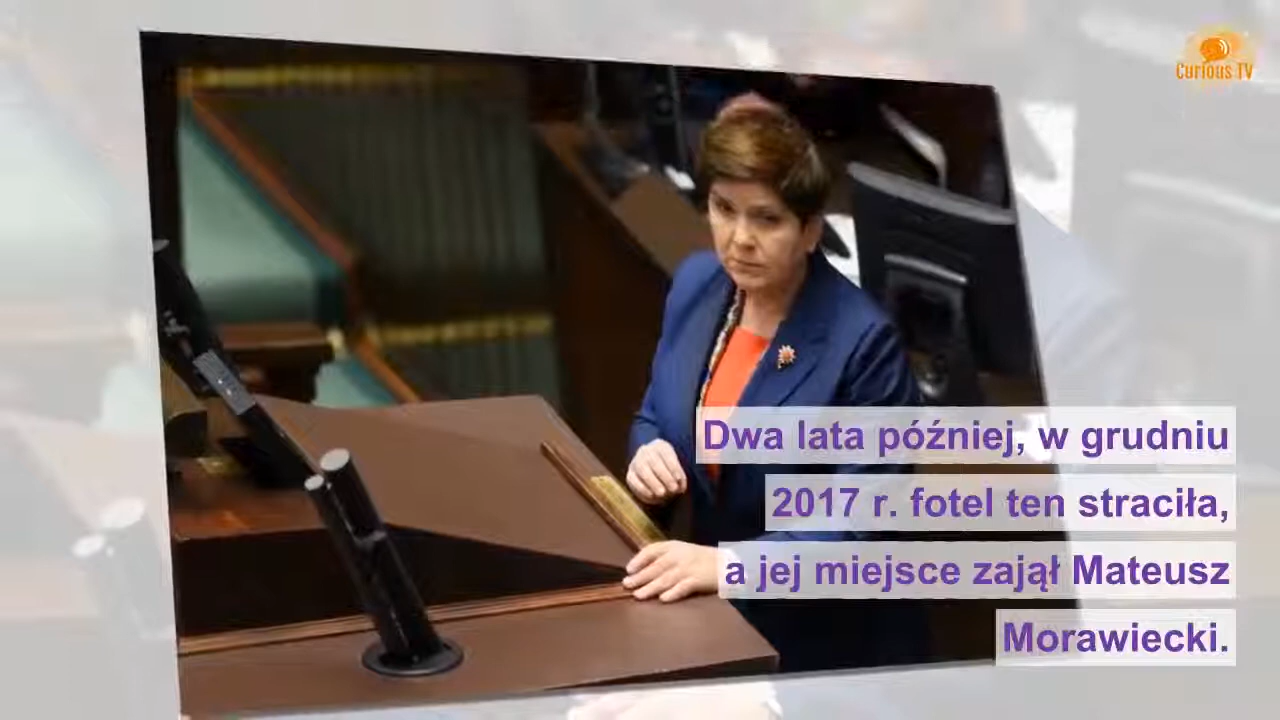 Curious TV
Dwa lata później, w grudniu
2017 r. fotel ten straciła,
a jej miejsce zajął Mateusz
Morawiecki.